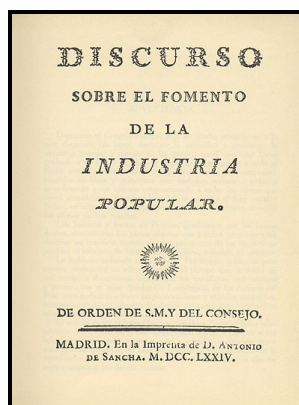 DISCURSO
SOBRE EL FOMENTO
DE LA
INDUSTRIA
POPULAR.
DE ORDEN DE S.M.Y DEL CONSEJO.
MADRID. En la Imprenta de D. ANTONIO
DE SANCHA. M. DCC. LXXIV.